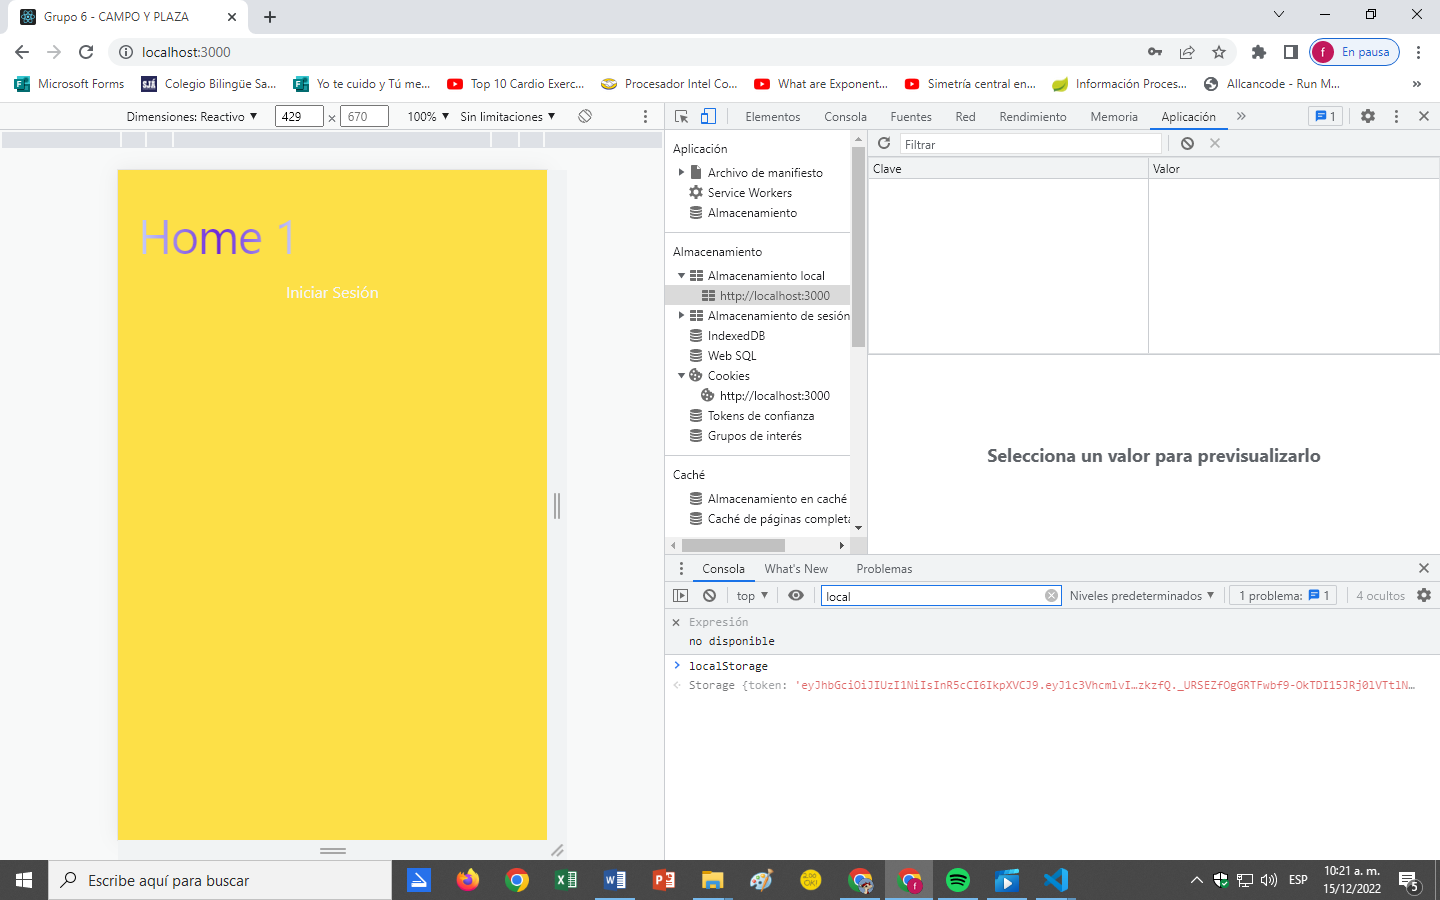 Grupo 6 - CAMPO Y PLAZA
localhost:3000
f En pausa
Microsoft Forms Colegio Bilingüe Sa... Yo te cuido y Tú me... Top 10 Cardio Exerc... Procesador Intel Co... What are Exponent... Simetría central en... Información Proces... Allcancode - Run M... »
Dimensiones: Reactivo ▼ 429 × 670 100% ▼ Sin limitaciones ▼
Elementos Consola Fuentes Red Rendimiento Memoria Aplicación » 1
Home 1
Iniciar Sesión
Aplicación
Archivo de manifiesto
Service Workers
Almacenamiento
Almacenamiento
Almacenamiento local
http://localhost:3000
Almacenamiento de sesión
IndexedDB
Web SQL
Cookies
http://localhost:3000
Tokens de confianza
Grupos de interés
Caché
Almacenamiento en caché
Caché de páginas completa
Filtrar
Clave Valor
Selecciona un valor para previsualizarlo
Consola What's New Problemas
top ▼ local Niveles predeterminados ▼ 1 problema: 1 4 ocultos
Expresión
no disponible
localStorage
Storage {token: 'eyJhbGciOiJIUzI1NiIsInR5cCI6IkpXVCJ9.eyJ1c3VhcmlvI…zkzfQ._URSEZfOgGRTFwbf9-OkTDI15JRj0lVTtlN…
Escribe aquí para buscar
ESP
10:21 a. m.
15/12/2022
5